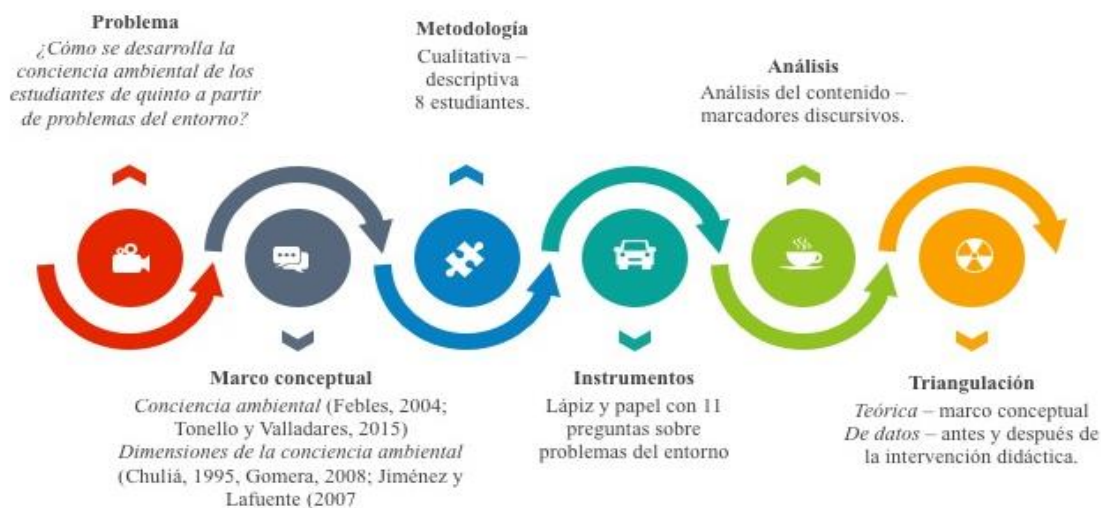 Problema
¿Cómo se desarrolla la
conciencia ambiental de los
estudiantes de quinto a partir
de problemas del entorno?
Marco conceptual
Conciencia ambiental (Febles, 2004;
Tonello y Valladares, 2015)
Dimensiones de la conciencia ambiental
(Chuliá, 1995, Gomera, 2008; Jiménez y
Lafuente (2007
Metodología
Cualitativa –
descriptiva
8 estudiantes.
Instrumentos
Lápiz y papel con 11
preguntas sobre
problemas del entorno
Análisis
Análisis del contenido –
marcadores discursivos.
Triangulación
Teórica – marco conceptual
De datos – antes y después de
la intervención didáctica.